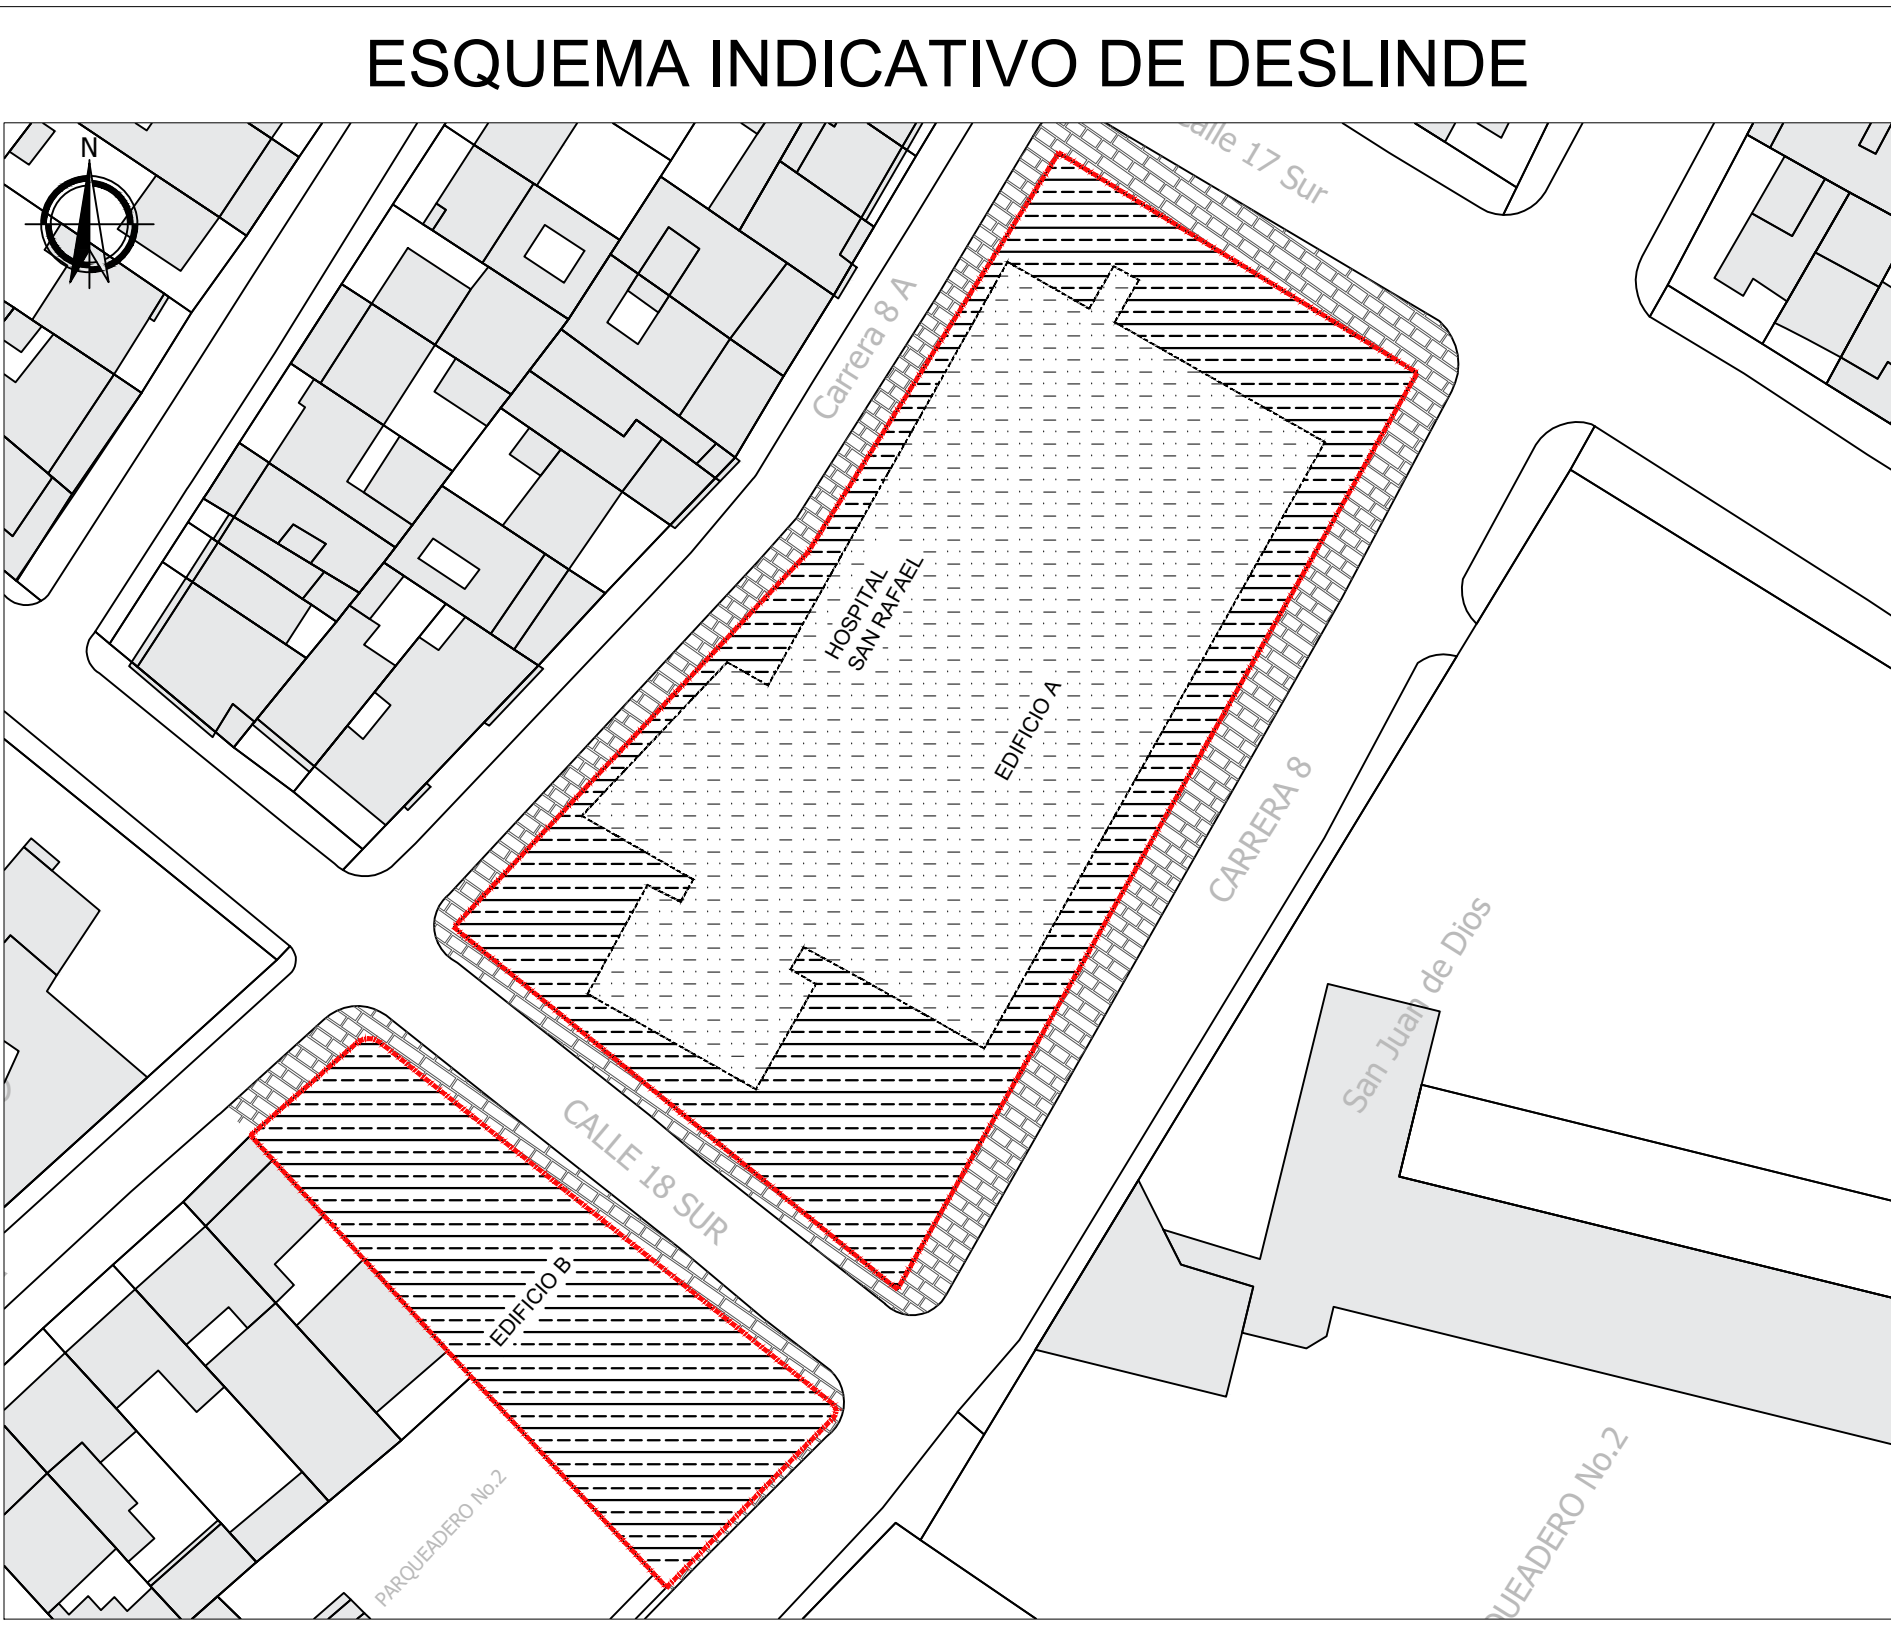 ESQUEMA INDICATIVO DE DESLINDE
N
alle 17 Sur
Carrera 8 A
HOSPITAL
SAN RAFAEL
EDIFICIO A
CARRERA 8
San Juan de Dios
CALLE 18 SUR
EDIFICIO B
PARQUEADERO No.2
QUEADERO No.2